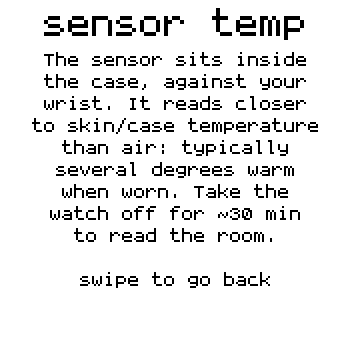 sensor temp
The sensor sits inside
the case, against your
wrist. It reads closer
to skin/case temperature
than air: typically
several degrees warm
when worn. Take the
watch off for ~30 min
to read the room.
swipe to go back